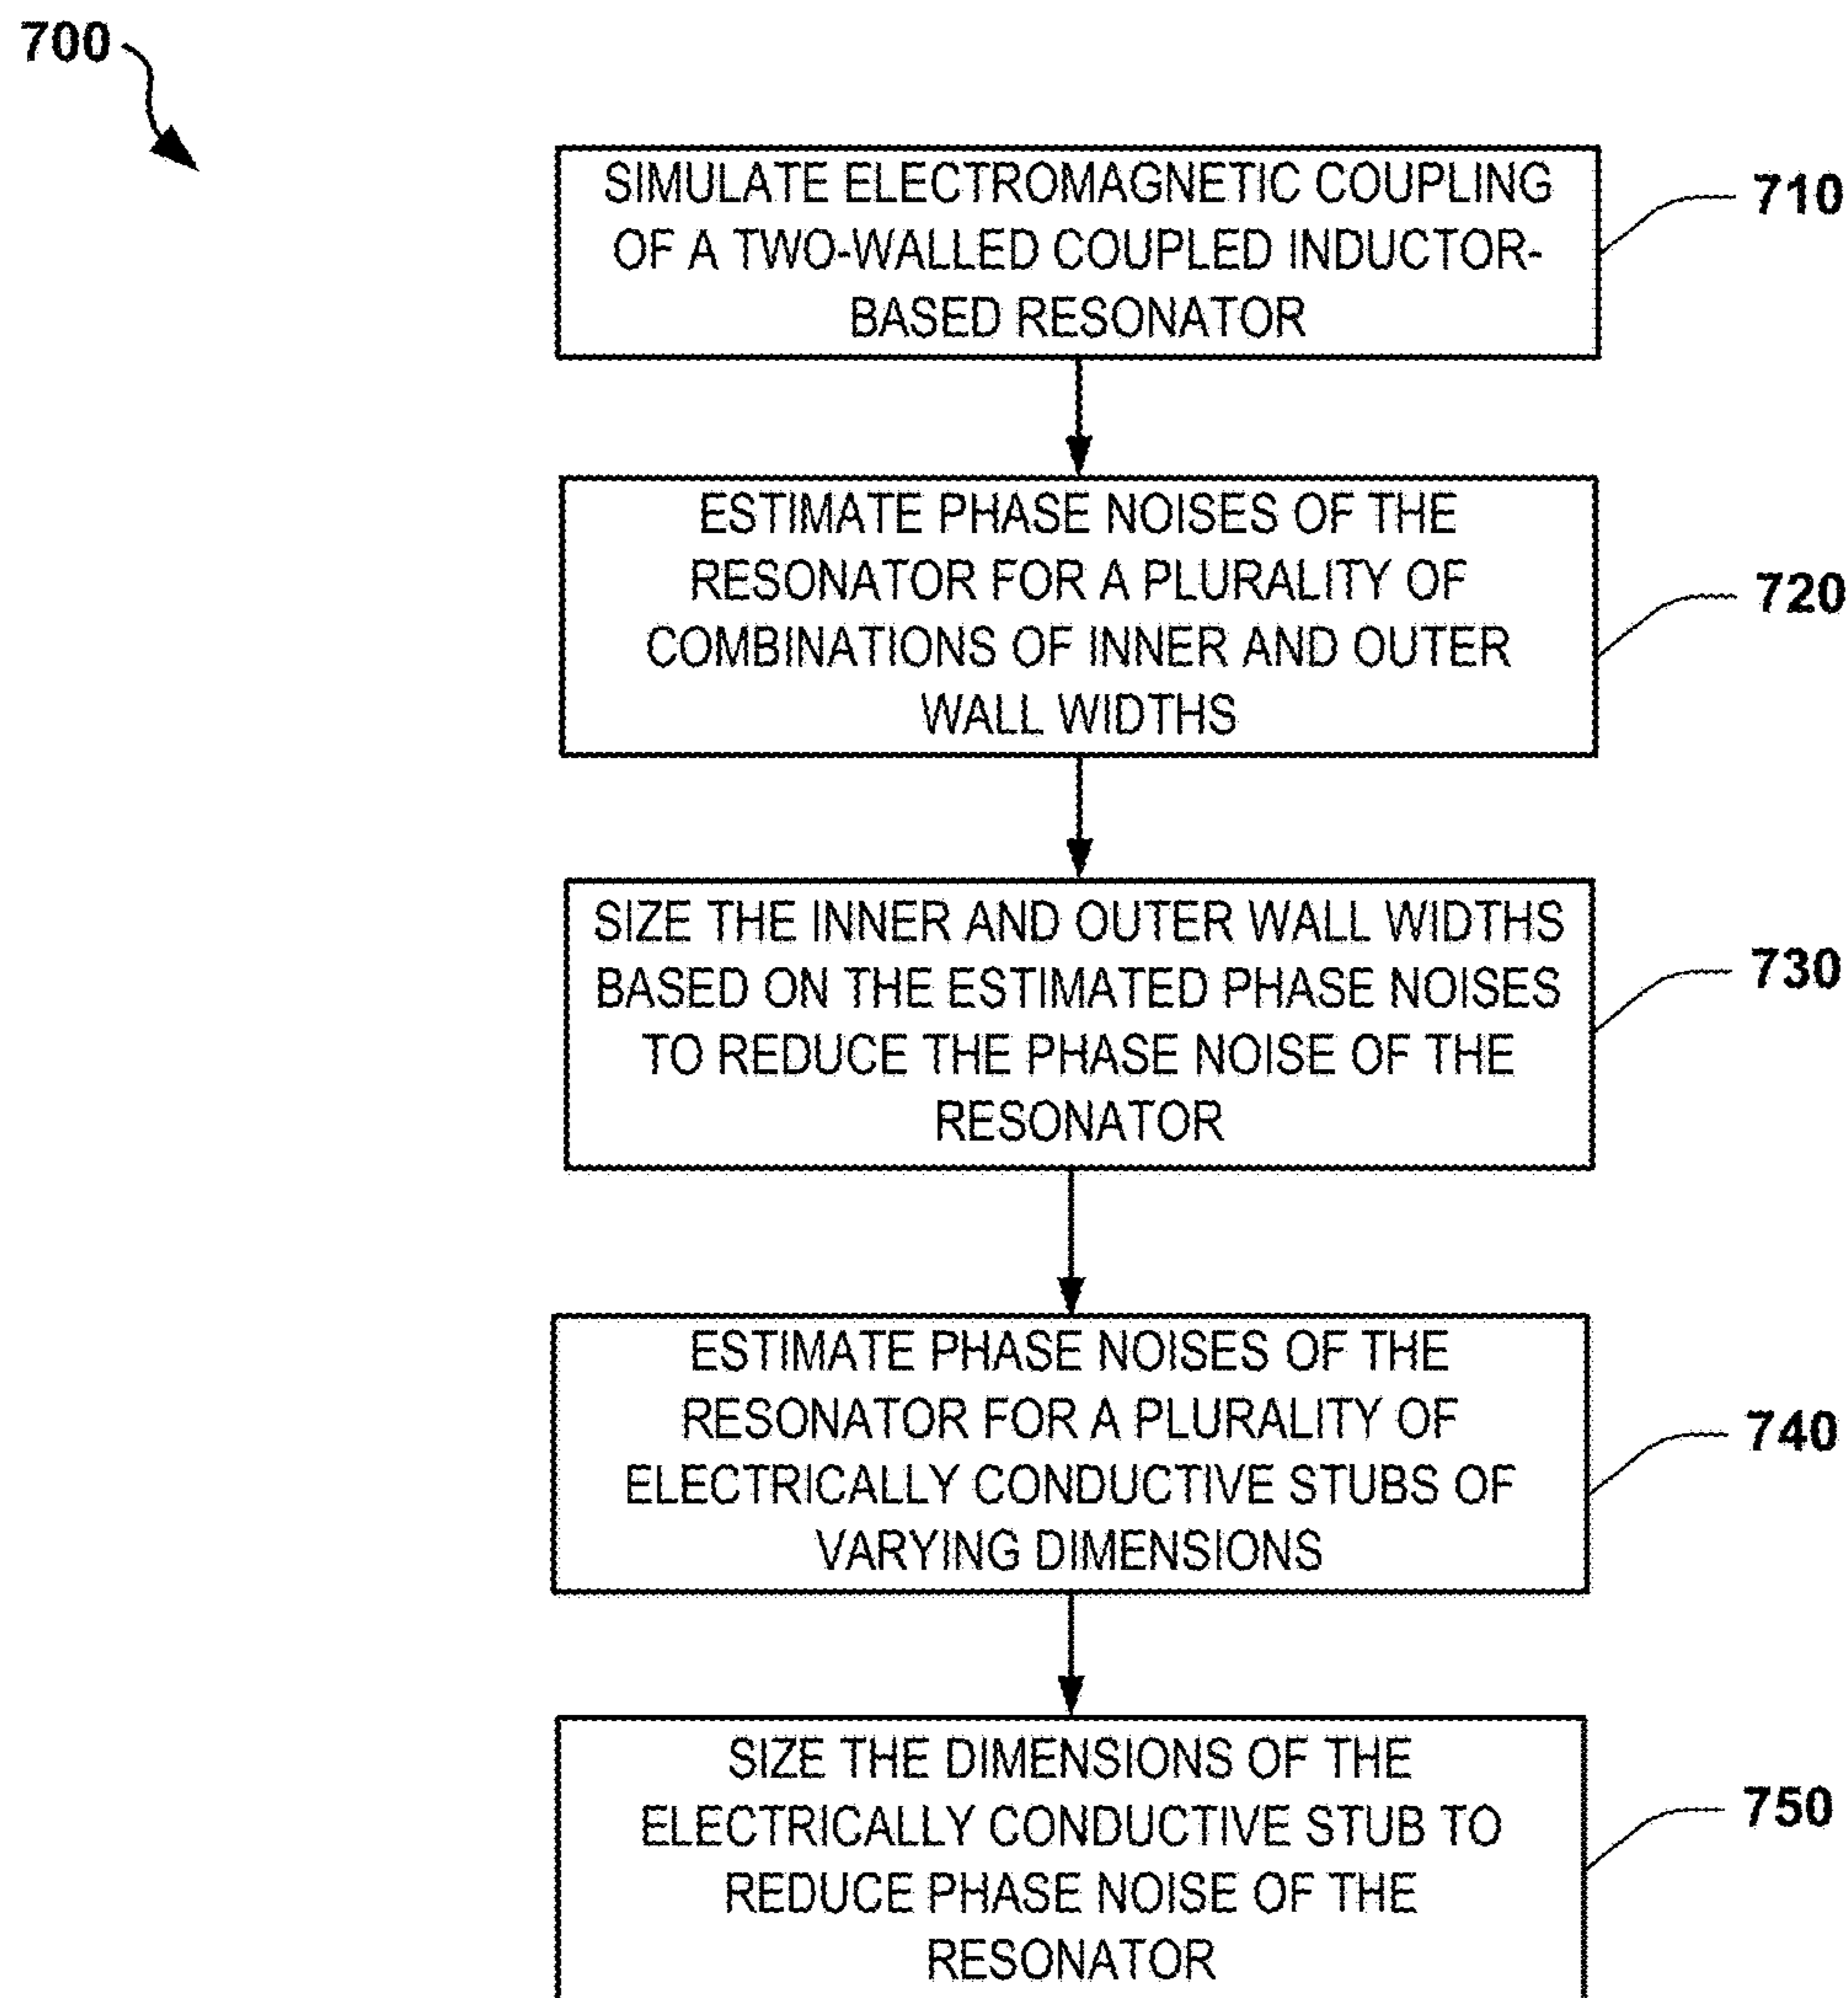 700
SIMULATE ELECTROMAGNETIC COUPLING
OF A TWO-WALLED COUPLED INDUCTOR-
BASED RESONATOR
710
ESTIMATE PHASE NOISES OF THE
RESONATOR FOR A PLURALITY OF
COMBINATIONS OF INNER AND OUTER
WALL WIDTHS
720
SIZE THE INNER AND OUTER WALL WIDTHS
BASED ON THE ESTIMATED PHASE NOISES
TO REDUCE THE PHASE NOISE OF THE
RESONATOR
730
ESTIMATE PHASE NOISES OF THE
RESONATOR FOR A PLURALITY OF
ELECTRICALLY CONDUCTIVE STUBS OF
VARYING DIMENSIONS
740
SIZE THE DIMENSIONS OF THE
ELECTRICALLY CONDUCTIVE STUB TO
REDUCE PHASE NOISE OF THE
RESONATOR
750